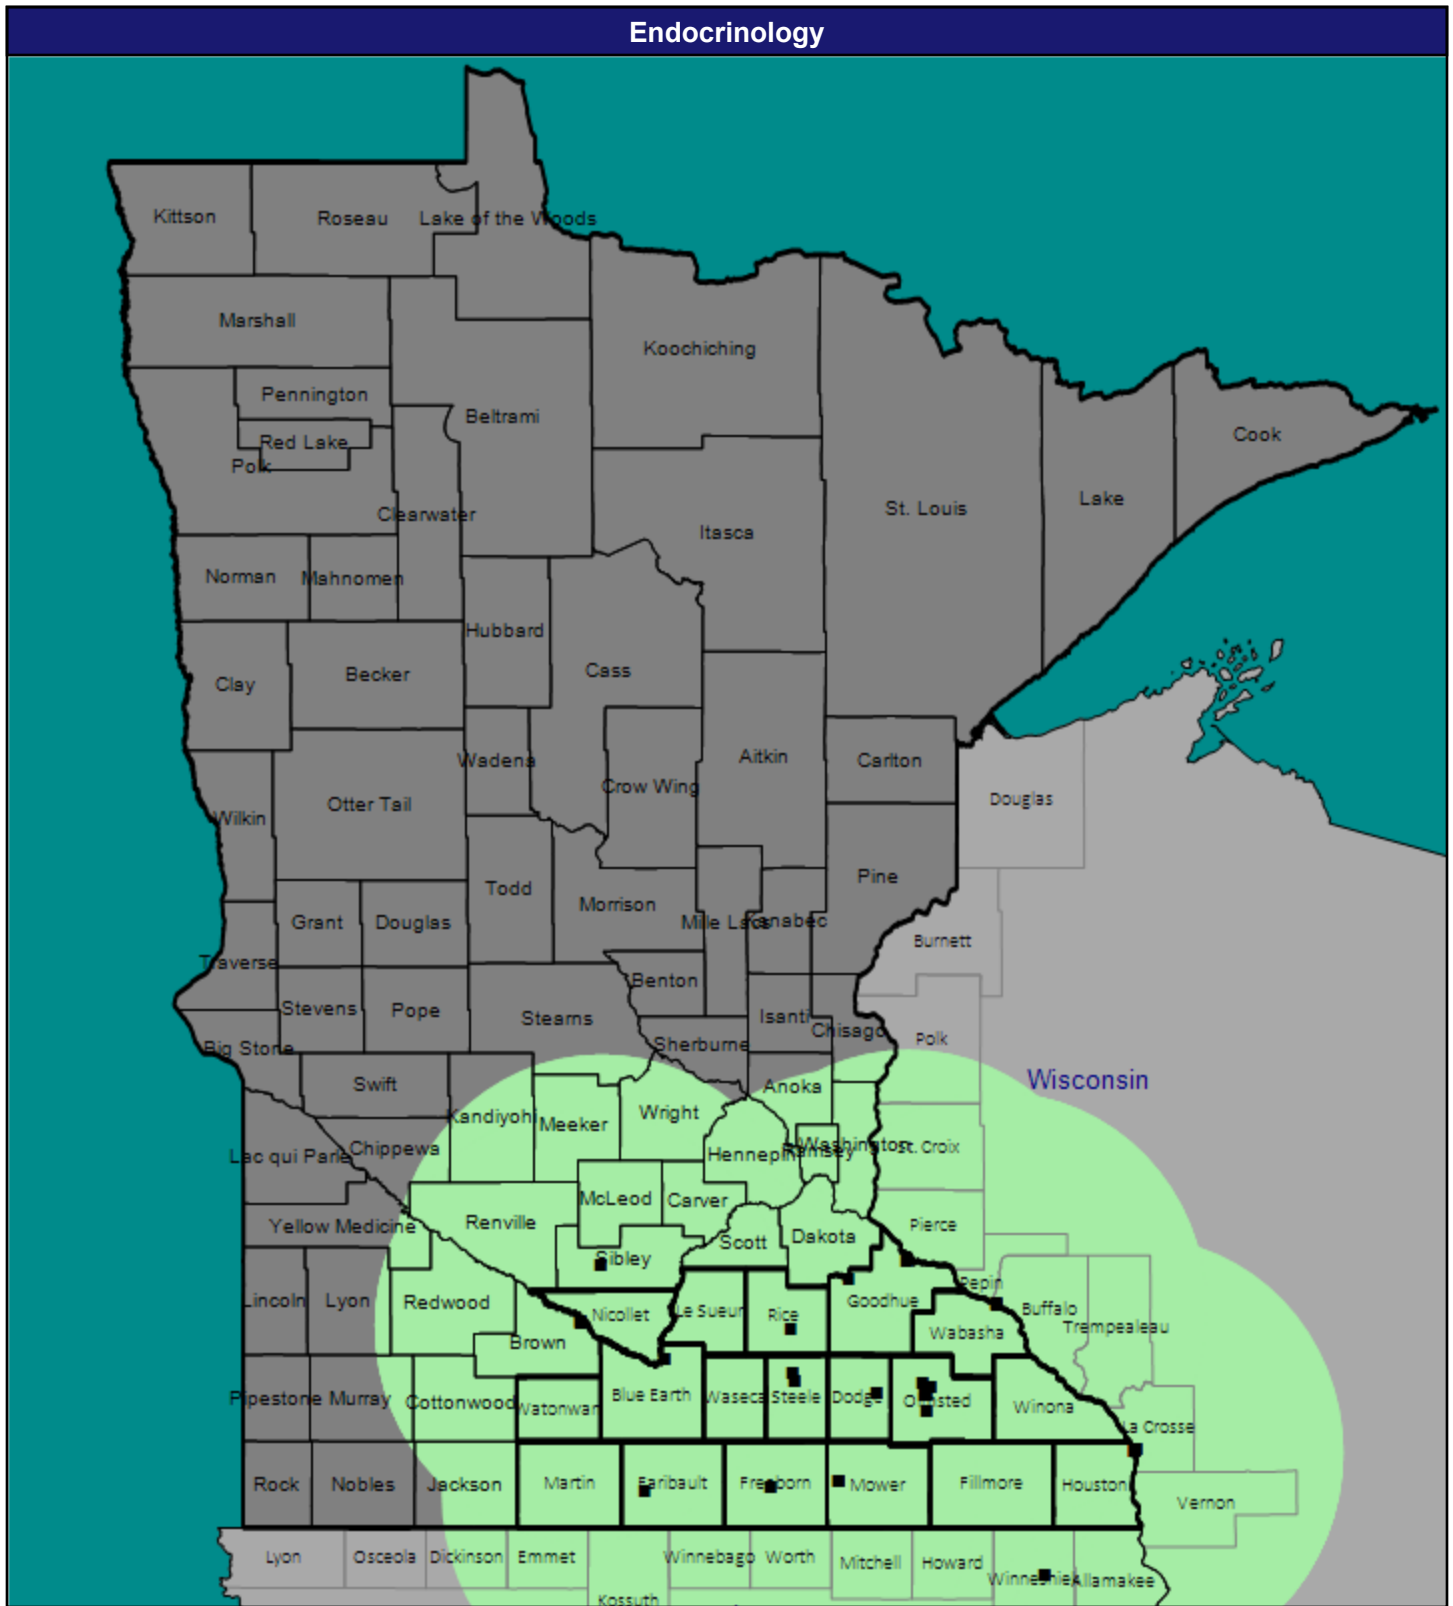 Endocrinology
Kittson
Roseau
Lake of the Woods
Marshall
Koochiching
Pennington
Beltrami
Red Lake
Polk
Cook
Clearwater
St. Louis
Lake
Itasca
Norman
Mahnomen
Hubbard
Cass
Clay
Becker
Wadena
Aitkin
Carlton
Crow Wing
Otter Tail
Douglas
Wilkin
Pine
Todd
Morrison
Grant
Douglas
Mille Lacs
Kanabec
Burnett
Traverse
Benton
Stevens
Pope
Stearns
Isanti
Chisago
Polk
Big Stone
Sherburne
Swift
Anoka
Wisconsin
Kandiyohi
Meeker
Wright
Lac qui Parle
Chippewa
Hennepin
Ramsey
Washington
St. Croix
McLeod
Carver
Yellow Medicine
Renville
Scott
Dakota
Pierce
Sibley
Pepin
Lincoln
Lyon
Redwood
Nicollet
Le Sueur
Rice
Goodhue
Buffalo
Trempealeau
Brown
Wabasha
Pipestone
Murray
Cottonwood
Watonwan
Blue Earth
Waseca
Steele
Dodge
Olmsted
Winona
La Crosse
Rock
Nobles
Jackson
Martin
Faribault
Freeborn
Mower
Fillmore
Houston
Vernon
Lyon
Osceola
Dickinson
Emmet
Winnebago
Worth
Mitchell
Howard
Winneshiek
Allamakee
Kossuth